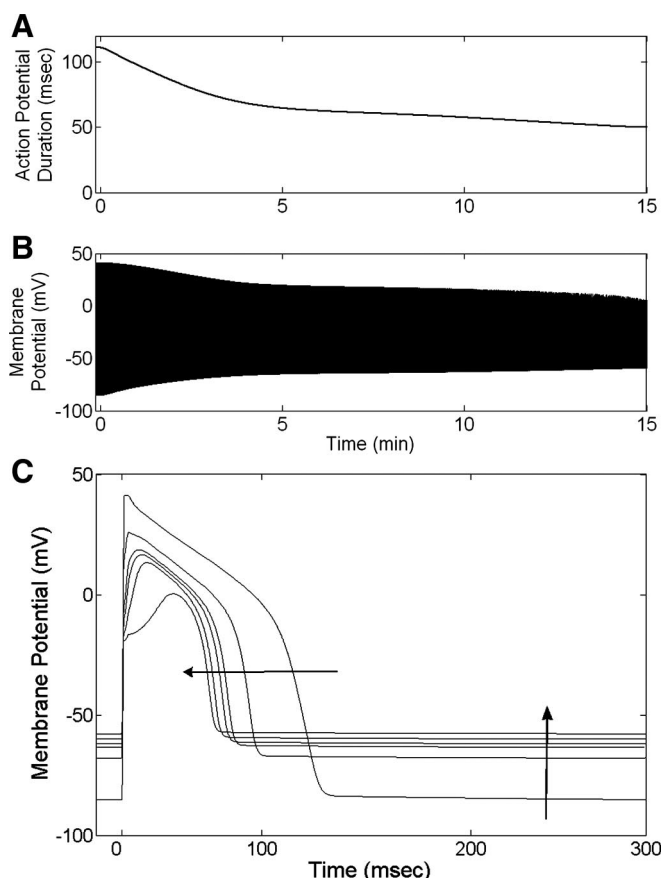 A
Action Potential
Duration (msec)
100
50
0
0
5
10
15
B
Membrane
Potential (mV)
50
0
-50
-100
0
5
10
15
Time (min)
C
Membrane Potential (mV)
50
0
-50
-100
0
100
200
300
Time (msec)